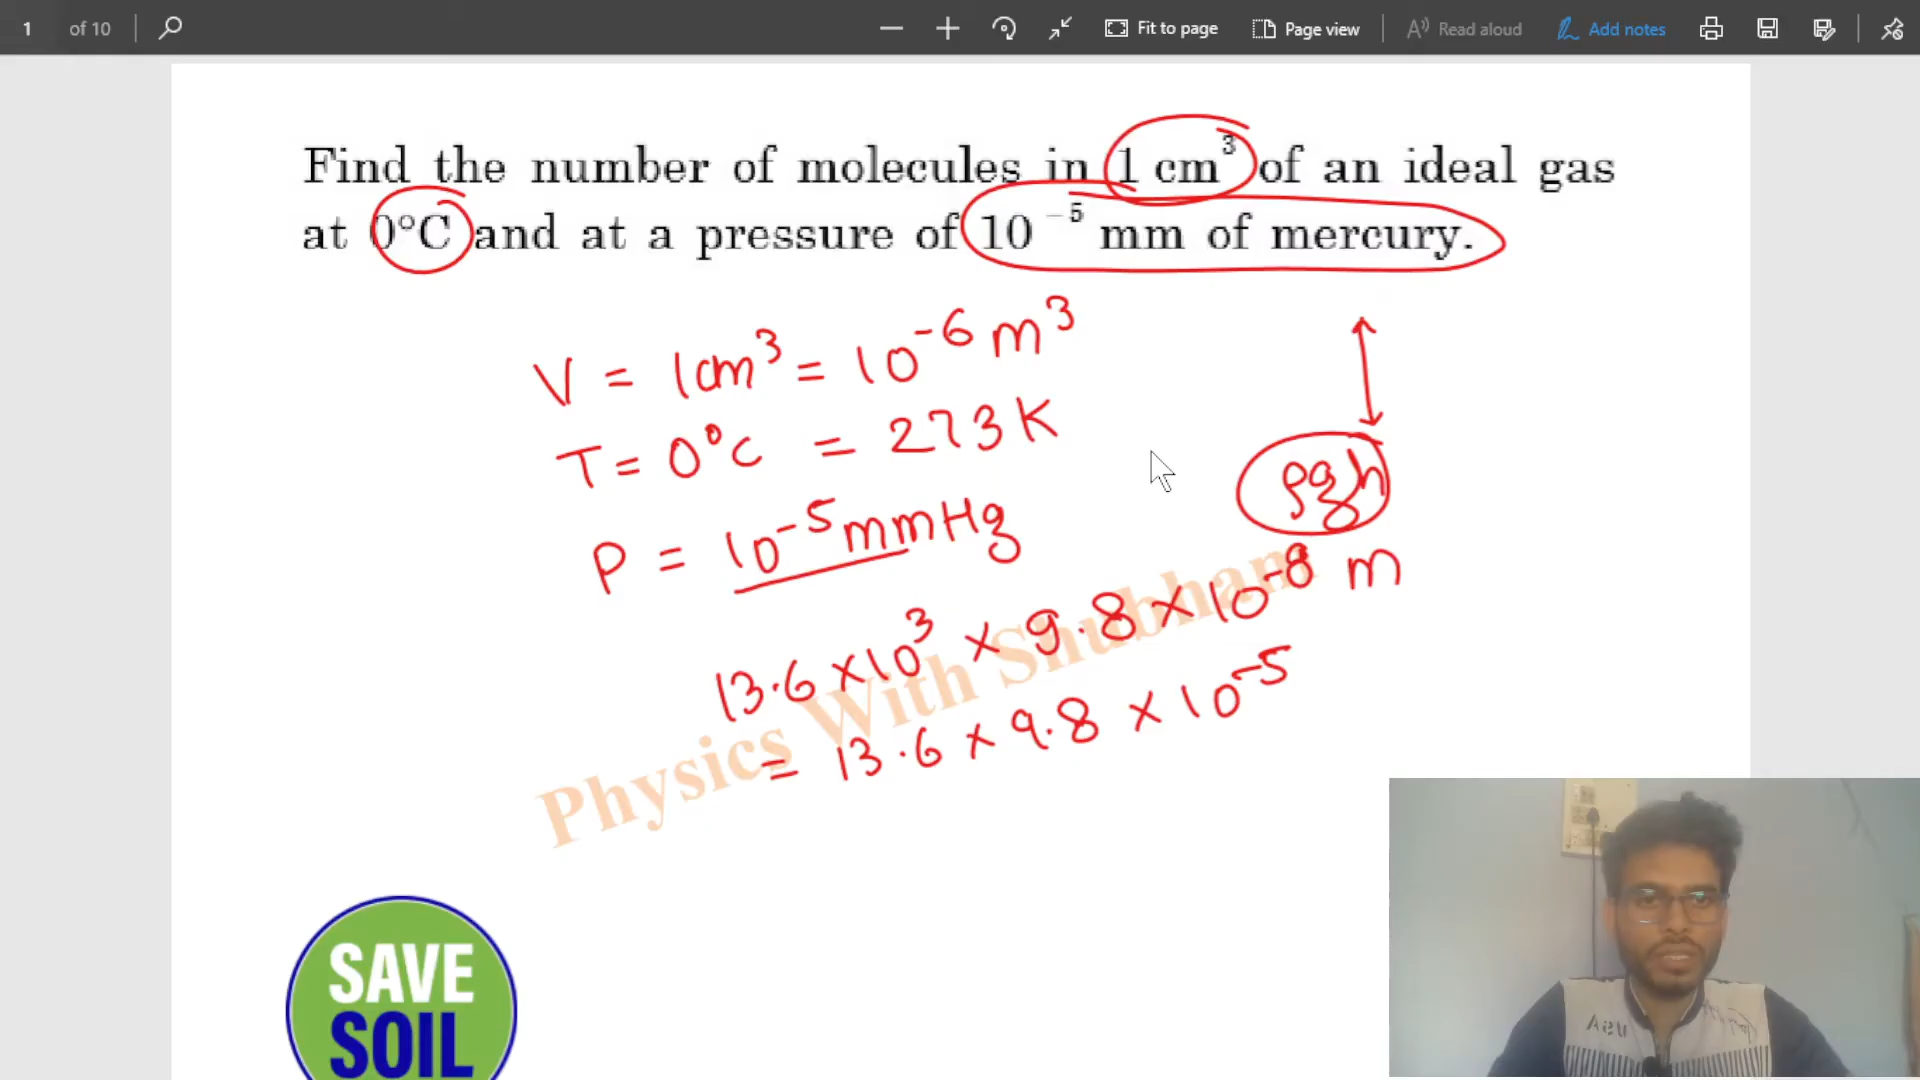 1 of 10 Fit to page Page view Read aloud Add notes
Find the number of molecules in 1 cm³ of an ideal gas
at 0°C and at a pressure of 10⁻⁵ mm of mercury.
V = 1cm³ = 10⁻⁶ m³
T = 0°C = 273 K
ρgh
P = 10⁻⁵ mmHg
13.6 × 10³ × 9.8 × 10⁻⁸ m
= 13.6 × 9.8 × 10⁻⁵
Physics With Shubham
SAVE
SOIL
USA